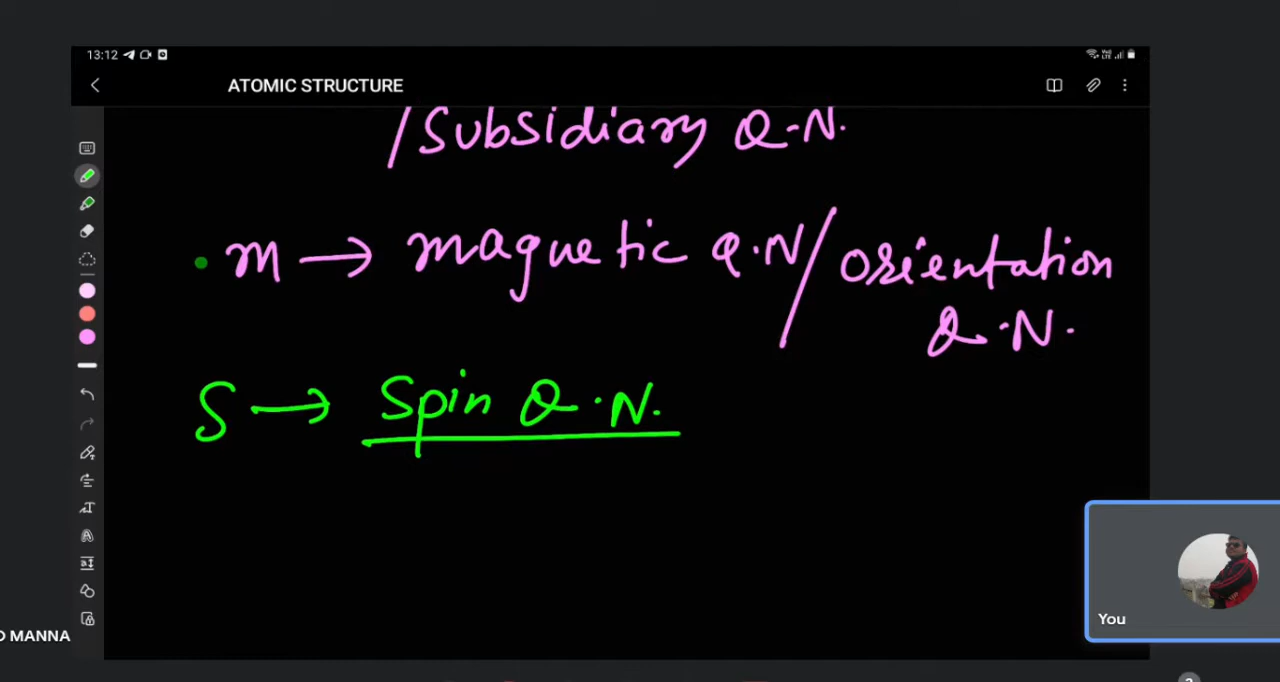 13:12
ATOMIC STRUCTURE
/Subsidiary Q.N.
m → magnetic Q.N/orientation
Q.N.
S → Spin Q.N.
You
MANNA